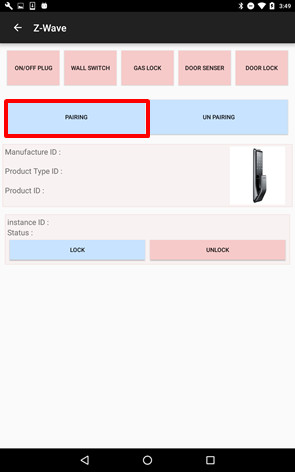 3:49
Z-Wave
ON/OFF PLUG WALL SWITCH GAS LOCK DOOR SENSER DOOR LOCK
PAIRING UN PAIRING
Manufacture ID :
Product Type ID :
Product ID :
instance ID :
Status :
LOCK UNLOCK